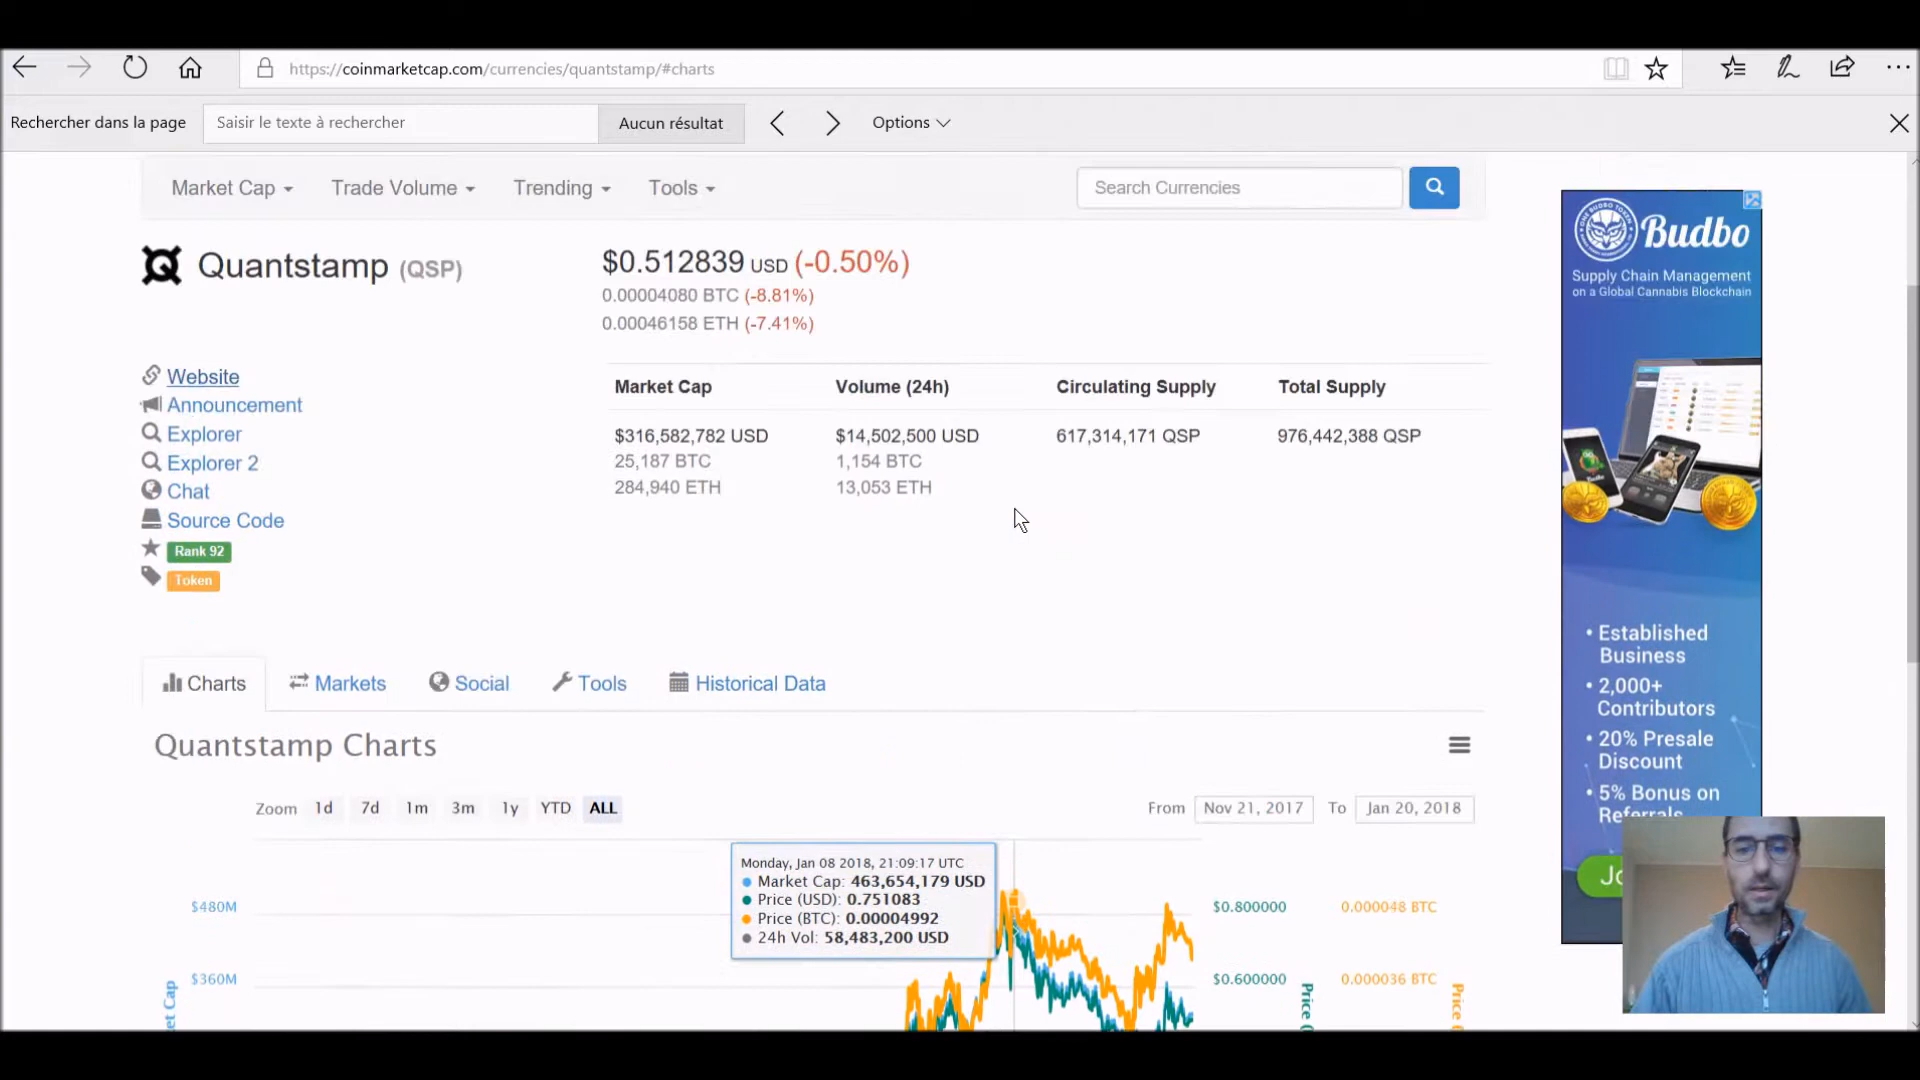 https://coinmarketcap.com/currencies/quantstamp/#charts
Rechercher dans la page
Saisir le texte à rechercher
Aucun résultat
Options
Market Cap
Trade Volume
Trending
Tools
Search Currencies
Quantstamp (QSP)
$0.512839 USD (-0.50%)
0.00004080 BTC (-8.81%)
0.00046158 ETH (-7.41%)
Website
Announcement
Explorer
Explorer 2
Chat
Source Code
Rank 92
Token
Market Cap
Volume (24h)
Circulating Supply
Total Supply
$316,582,782 USD
$14,502,500 USD
617,314,171 QSP
976,442,388 QSP
25,187 BTC
1,154 BTC
284,940 ETH
13,053 ETH
Charts
Markets
Social
Tools
Historical Data
Quantstamp Charts
Zoom 1d 7d 1m 3m 1y YTD ALL
From Nov 21, 2017 To Jan 20, 2018
Monday, Jan 08 2018, 21:09:17 UTC
Market Cap: 463,654,179 USD
Price (USD): 0.751083
Price (BTC): 0.00004992
24h Vol: 58,483,200 USD
$480M
$360M
$0.800000
0.000048 BTC
$0.600000
0.000036 BTC
Price
Price
Budbo
Supply Chain Management
on a Global Cannabis Blockchain
• Established
Business
• 2,000+
Contributors
• 20% Presale
Discount
• 5% Bonus on
Referrals